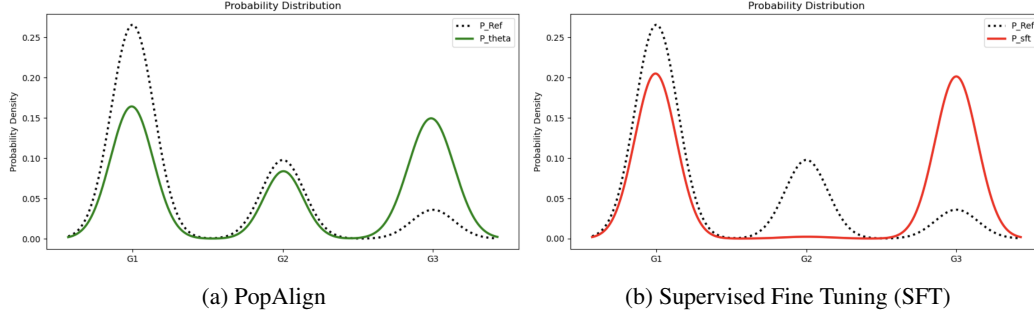 Probability Distribution
P_Ref
P_theta
0.25
0.20
0.15
0.10
0.05
0.00
Probability Density
G1
G2
G3
(a) PopAlign
Probability Distribution
P_Ref
P_sft
0.25
0.20
0.15
0.10
0.05
0.00
Probability Density
G1
G2
G3
(b) Supervised Fine Tuning (SFT)